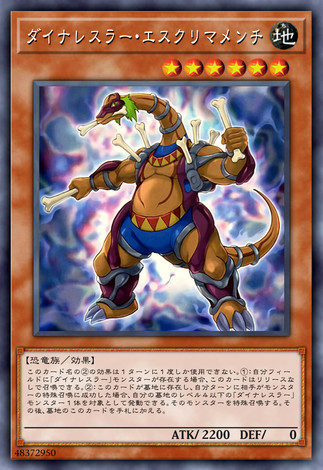 ダイナレスラー・エスクリマメンチ
地
【恐竜族／効果】
このカード名の②の効果は１ターンに１度しか使用できない。①：自分フィ
ールドに「ダイナレスラー」モンスターが存在する場合、このカードはリリースなし
で召喚できる。②：このカードが墓地に存在し、自分ターンに相手がモンスター
の特殊召喚に成功した場合、自分の墓地のレベル４以下の「ダイナレスラー」
モンスター１体を対象として発動できる。そのモンスターを特殊召喚する。そ
の後、墓地のこのカードを手札に加える。
ATK/ 2200 DEF/ 0
48372950